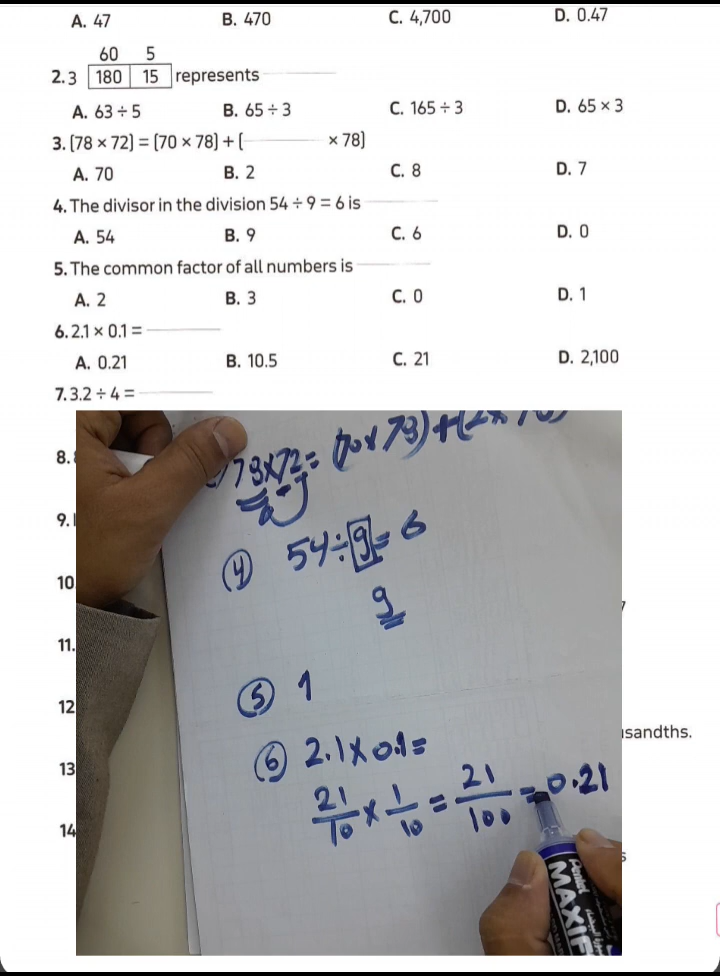 A. 47 B. 470 C. 4,700 D. 0.47
60 5
2. 3 180 15 represents
A. 63 ÷ 5 B. 65 ÷ 3 C. 165 ÷ 3 D. 65 × 3
3. (78 × 72) = (70 × 78) + ( × 78)
A. 70 B. 2 C. 8 D. 7
4. The divisor in the division 54 ÷ 9 = 6 is
A. 54 B. 9 C. 6 D. 0
5. The common factor of all numbers is
A. 2 B. 3 C. 0 D. 1
6. 2.1 × 0.1 =
A. 0.21 B. 10.5 C. 21 D. 2,100
7. 3.2 ÷ 4 =
8.
9.
10
11.
12
13
14
usandths.
78×72 = (70×78)+(2×78)
④ 54÷9=6
9
⑤ 1
⑥ 2.1×0.1=
21/10 × 1/10 = 21/100 = 0.21
Pentel
MAXIF